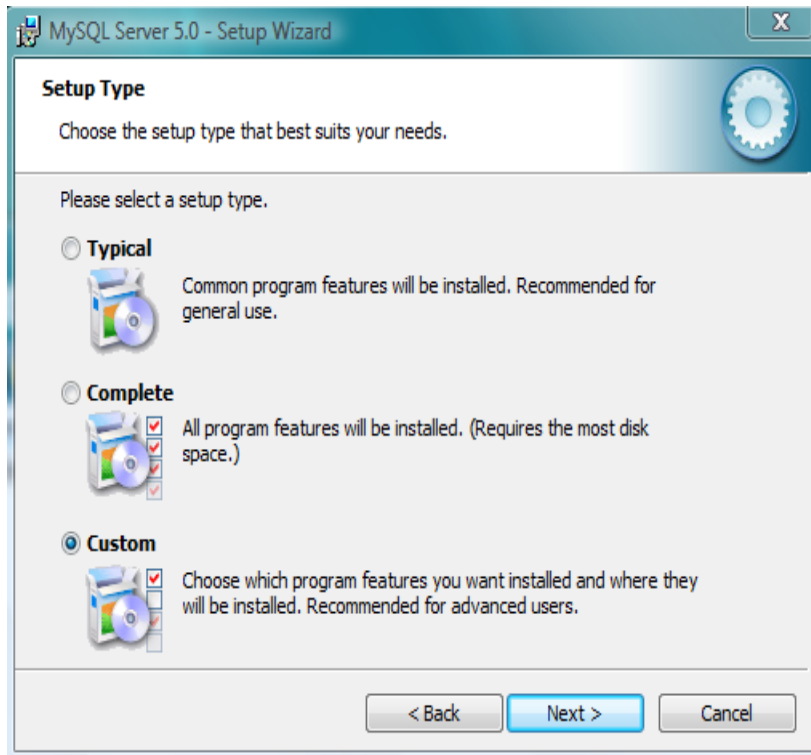 MySQL Server 5.0 - Setup Wizard
X
Setup Type
Choose the setup type that best suits your needs.
Please select a setup type.
Typical
Common program features will be installed. Recommended for
general use.
Complete
All program features will be installed. (Requires the most disk
space.)
Custom
Choose which program features you want installed and where they
will be installed. Recommended for advanced users.
< Back
Next >
Cancel